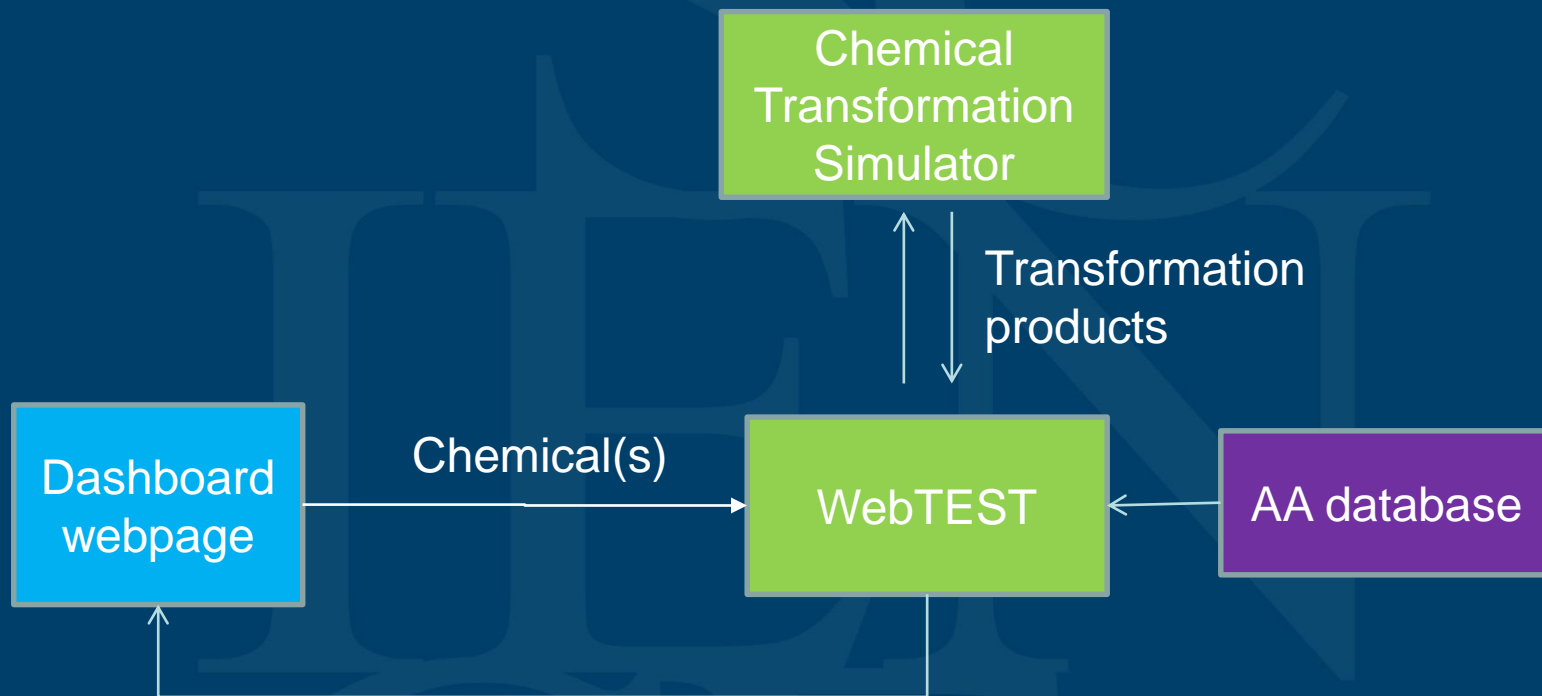 Chemical
Transformation
Simulator
Transformation
products
Dashboard
webpage
Chemical(s)
WebTEST
AA database